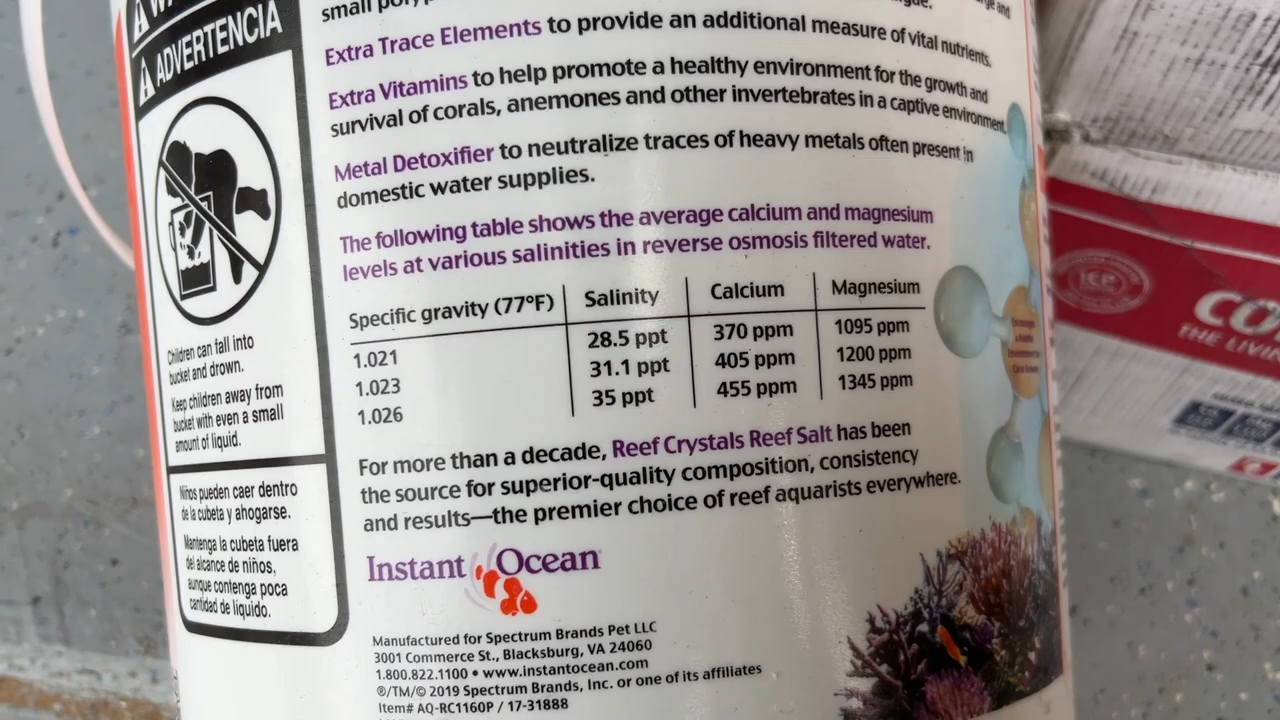 ADVERTENCIA
Children can fall into
bucket and drown.
Keep children away from
bucket with even a small
amount of liquid.
Niños pueden caer dentro
de la cubeta y ahogarse.
Mantenga la cubeta fuera
del alcance de niños,
aunque contenga poca
cantidad de líquido.
small
Extra Trace Elements to provide an additional measure of vital nutrients.
Extra Vitamins to help promote a healthy environment for the growth and
survival of corals, anemones and other invertebrates in a captive environment.
Metal Detoxifier to neutralize traces of heavy metals often present in
domestic water supplies.
The following table shows the average calcium and magnesium
levels at various salinities in reverse osmosis filtered water.
Specific gravity (77°F) Salinity Calcium Magnesium
1.021 28.5 ppt 370 ppm 1095 ppm
1.023 31.1 ppt 405 ppm 1200 ppm
1.026 35 ppt 455 ppm 1345 ppm
For more than a decade, Reef Crystals Reef Salt has been
the source for superior-quality composition, consistency
and results—the premier choice of reef aquarists everywhere.
Instant Ocean
Manufactured for Spectrum Brands Pet LLC
3001 Commerce St., Blacksburg, VA 24060
1.800.822.1100 • www.instantocean.com
®/TM/© 2019 Spectrum Brands, Inc. or one of its affiliates
Item# AQ-RC1160P / 17-31888
CO
THE LIVI